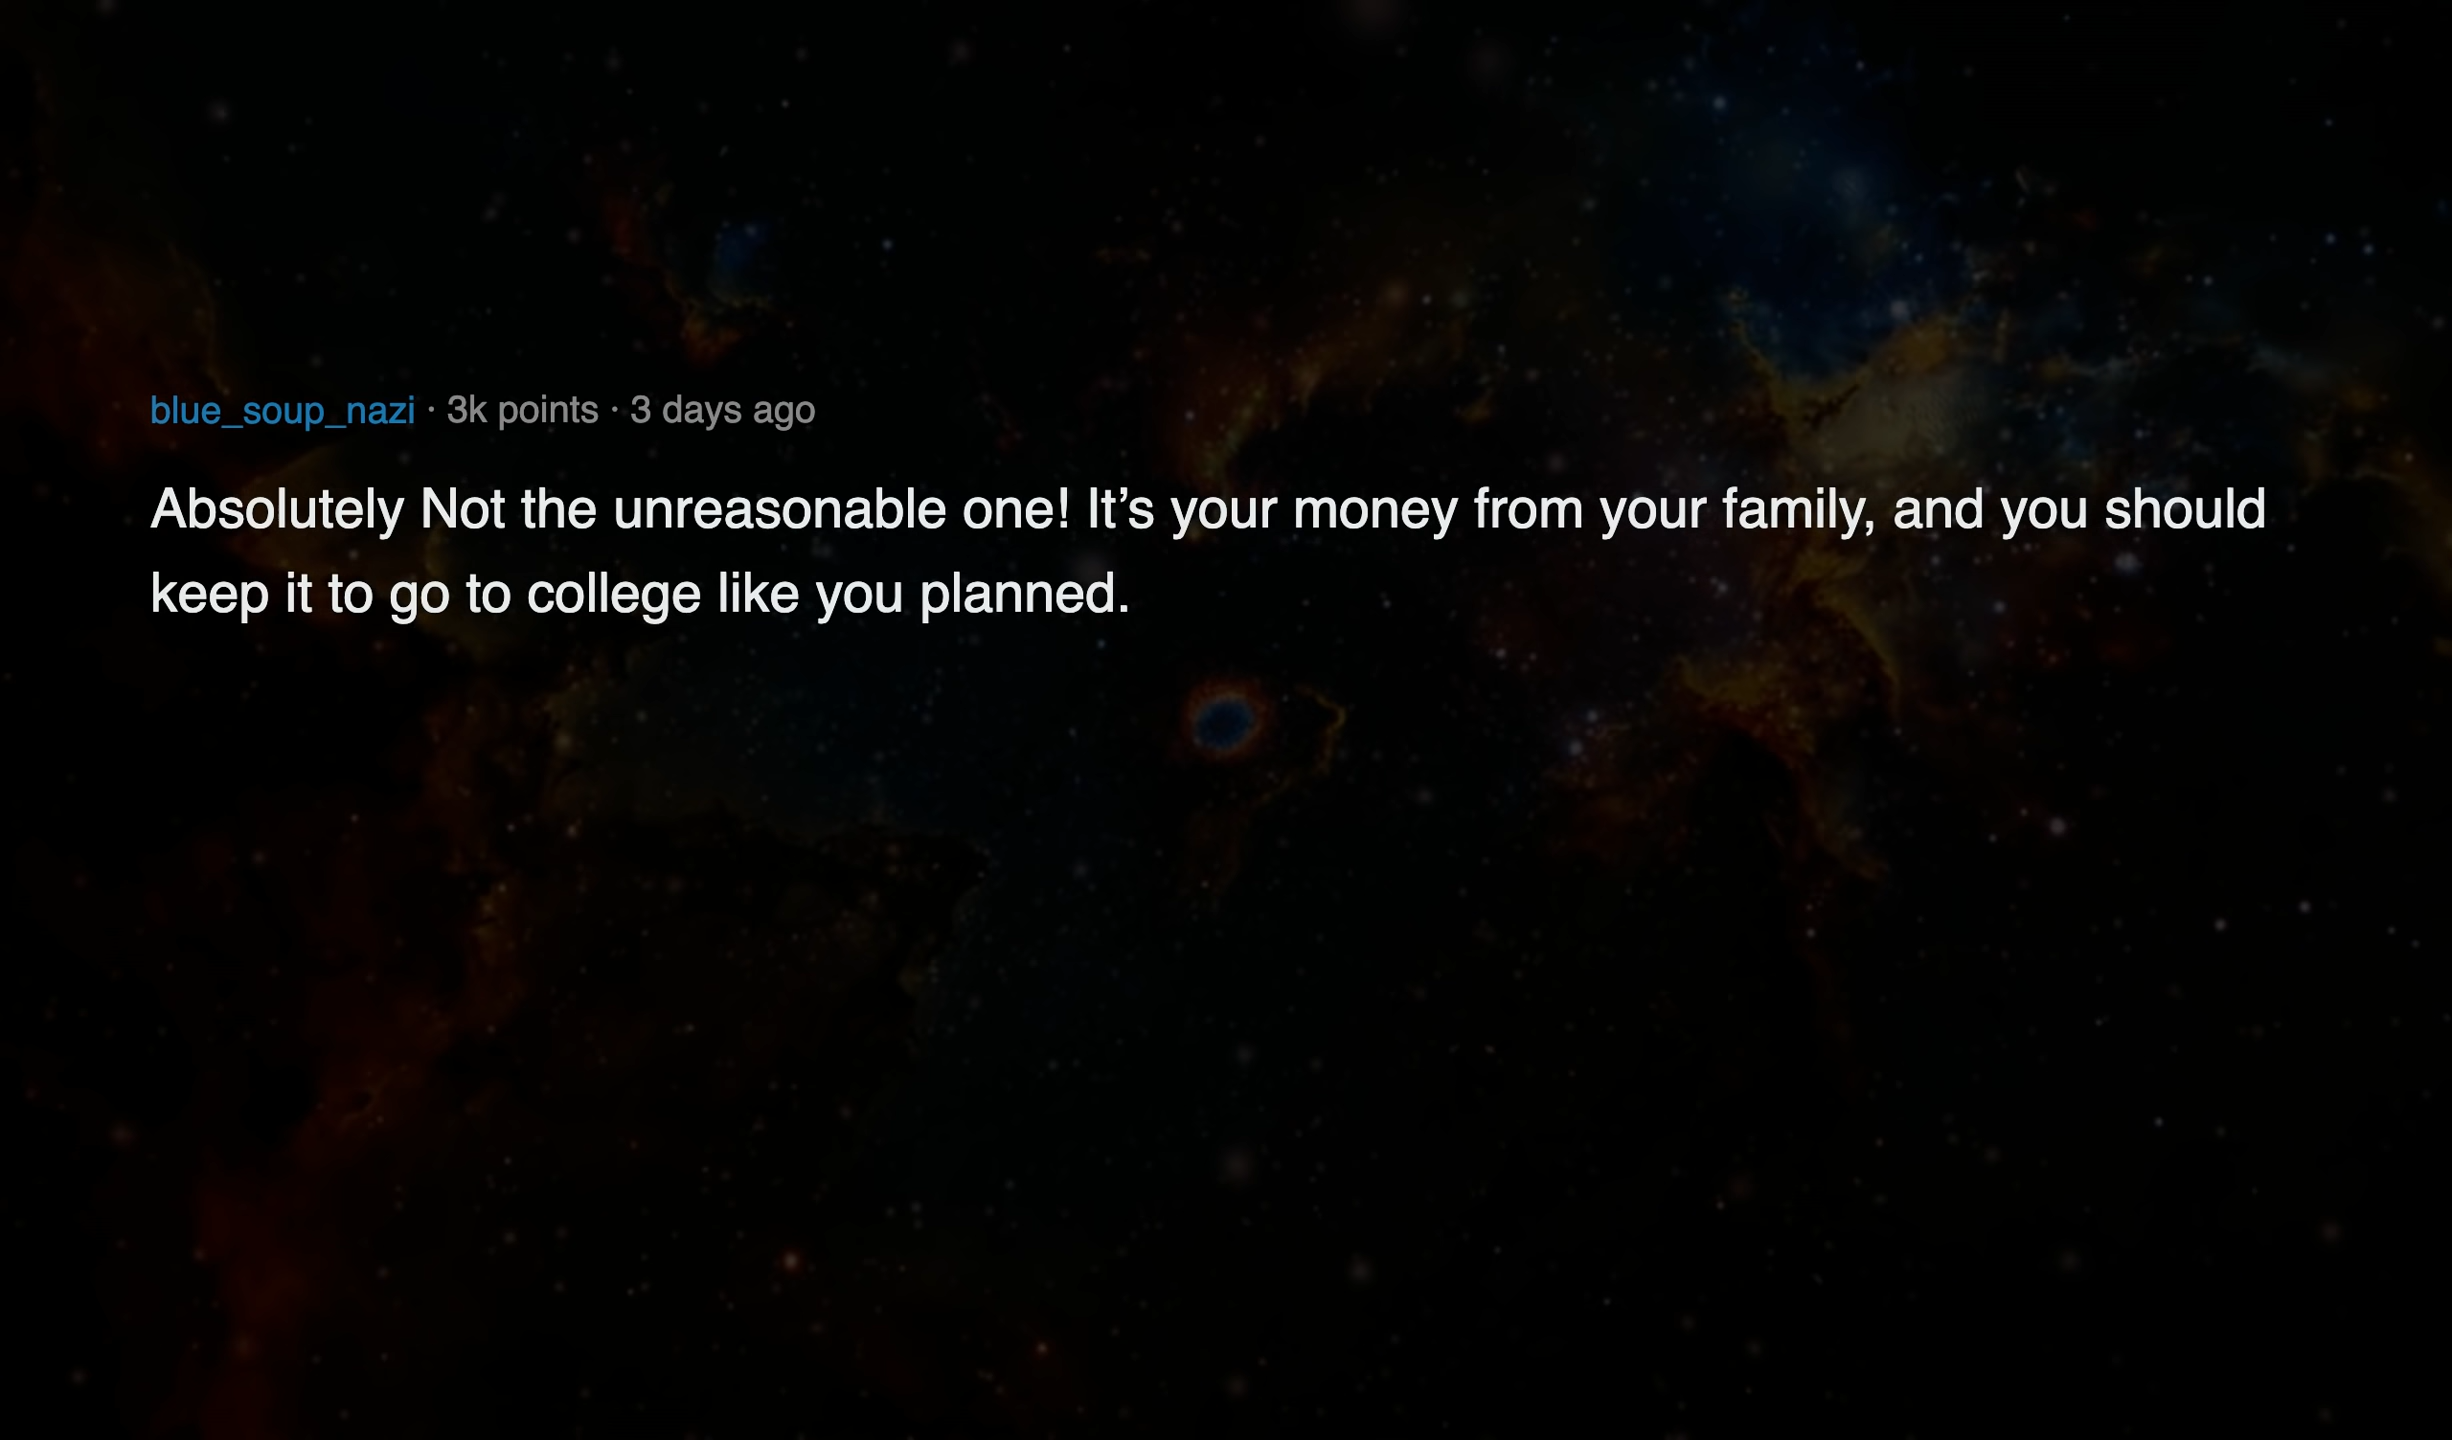 blue_soup_nazi · 3k points · 3 days ago
Absolutely Not the unreasonable one! It’s your money from your family, and you should
keep it to go to college like you planned.